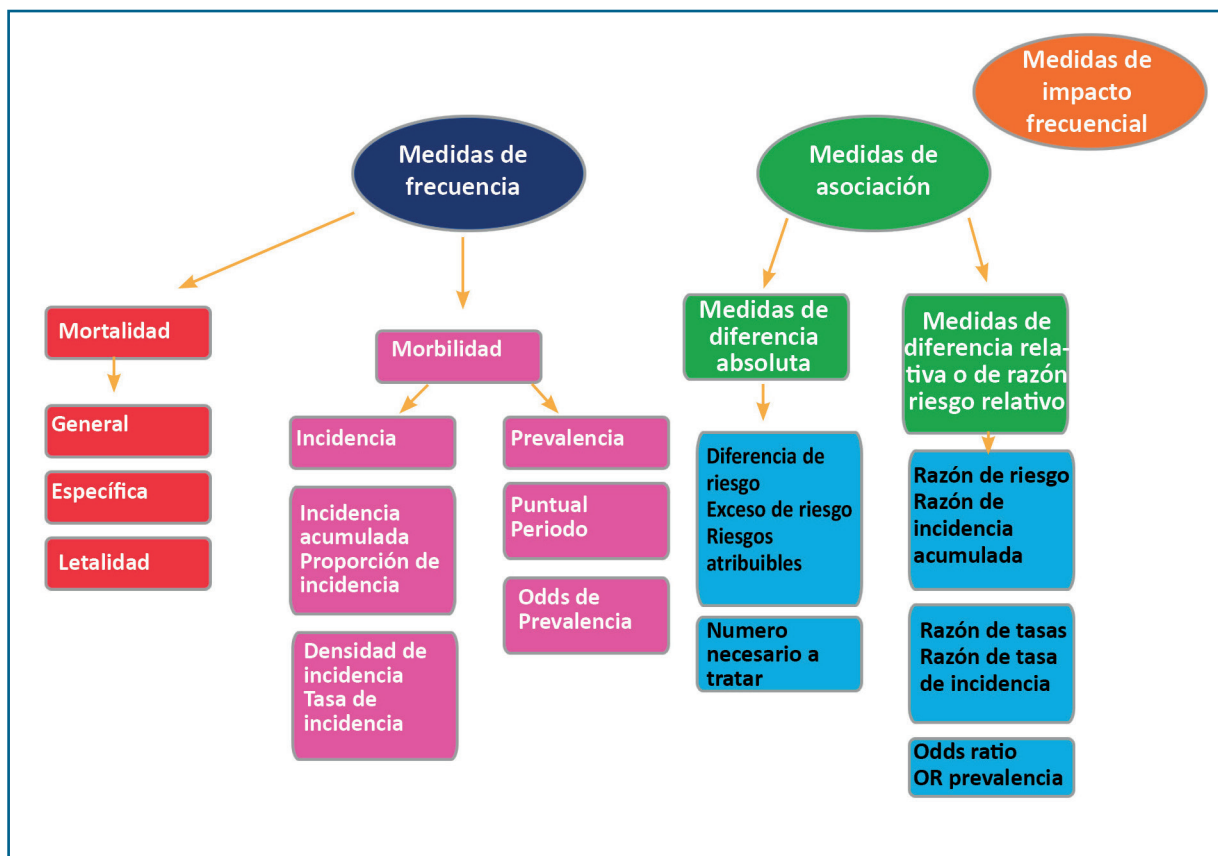 Medidas de
impacto
frecuencial
Medidas de
frecuencia
Medidas de
asociación
Mortalidad
General
Específica
Letalidad
Morbilidad
Incidencia
Incidencia
acumulada
Proporción de
incidencia
Densidad de
incidencia
Tasa de
incidencia
Prevalencia
Puntual
Periodo
Odds de
Prevalencia
Medidas de
diferencia
absoluta
Diferencia de
riesgo
Exceso de riesgo
Riesgos
atribuibles
Numero
necesario a
tratar
Medidas de
diferencia rela-
tiva o de razón
riesgo relativo
Razón de riesgo
Razón de
incidencia
acumulada
Razón de tasas
Razón de tasa
de incidencia
Odds ratio
OR prevalencia